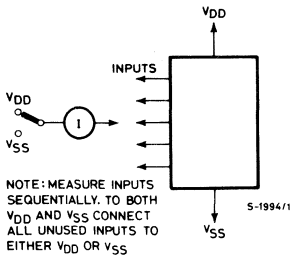 VDD
INPUTS
VDD
I
VSS
NOTE: MEASURE INPUTS
SEQUENTIALLY. TO BOTH
VDD AND VSS CONNECT
ALL UNUSED INPUTS TO
EITHER VDD OR VSS
S-1994/1
VSS